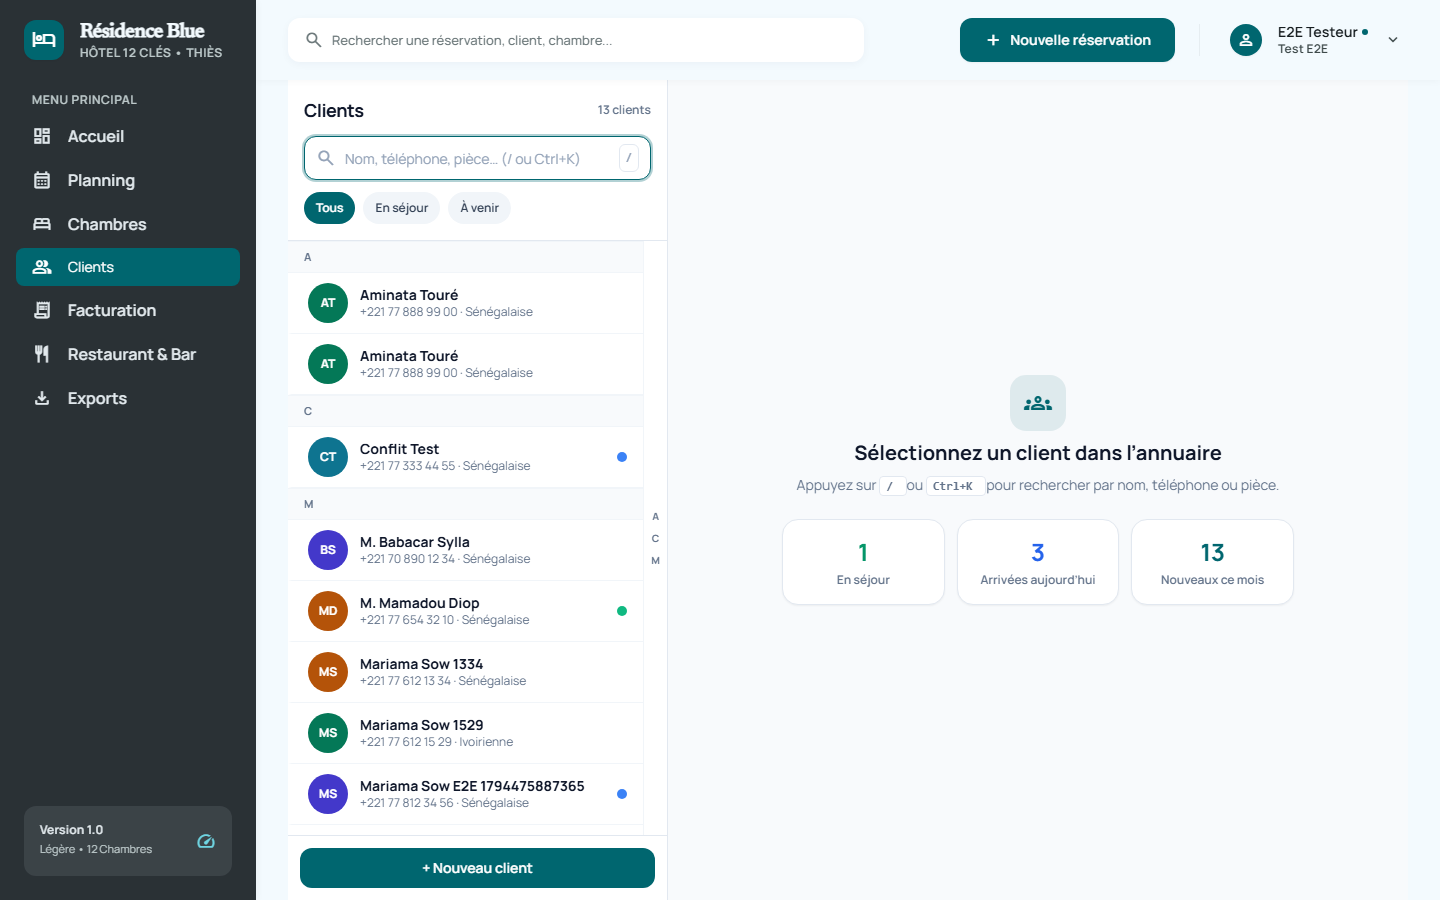 Résidence Blue
HÔTEL 12 CLÉS • THIÈS
MENU PRINCIPAL
Accueil
Planning
Chambres
Clients
Facturation
Restaurant & Bar
Exports
Version 1.0
Légère • 12 Chambres
Rechercher une réservation, client, chambre...
+ Nouvelle réservation
E2E Testeur
Test E2E
Clients
13 clients
Nom, téléphone, pièce... (/ ou Ctrl+K)
/
Tous
En séjour
À venir
A
AT
Aminata Touré
+221 77 888 99 00 · Sénégalaise
AT
Aminata Touré
+221 77 888 99 00 · Sénégalaise
C
CT
Conflit Test
+221 77 333 44 55 · Sénégalaise
M
BS
M. Babacar Sylla
+221 70 890 12 34 · Sénégalaise
MD
M. Mamadou Diop
+221 77 654 32 10 · Sénégalaise
MS
Mariama Sow 1334
+221 77 612 13 34 · Sénégalaise
MS
Mariama Sow 1529
+221 77 612 15 29 · Ivoirienne
MS
Mariama Sow E2E 1794475887365
+221 77 812 34 56 · Sénégalaise
A
C
M
+ Nouveau client
Sélectionnez un client dans l'annuaire
Appuyez sur / ou Ctrl+K pour rechercher par nom, téléphone ou pièce.
1
En séjour
3
Arrivées aujourd'hui
13
Nouveaux ce mois